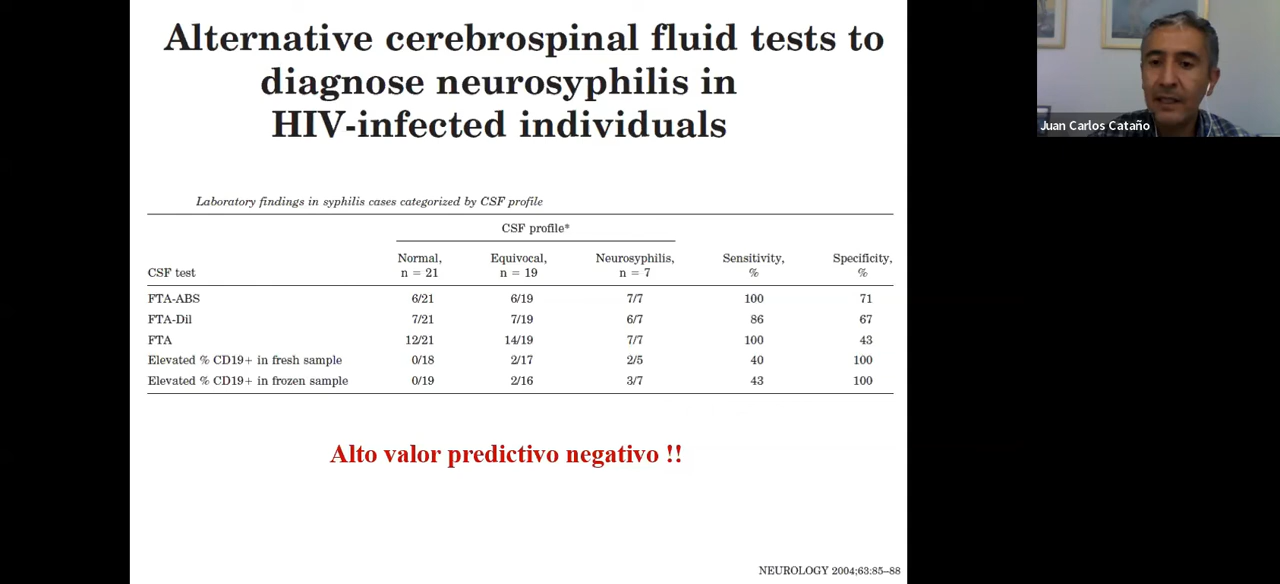 Alternative cerebrospinal fluid tests to
diagnose neurosyphilis in
HIV-infected individuals
Juan Carlos Cataño
Laboratory findings in syphilis cases categorized by CSF profile
CSF profile*
CSF test Normal, n = 21 Equivocal, n = 19 Neurosyphilis, n = 7 Sensitivity, % Specificity, %
FTA-ABS 6/21 6/19 7/7 100 71
FTA-Dil 7/21 7/19 6/7 86 67
FTA 12/21 14/19 7/7 100 43
Elevated % CD19+ in fresh sample 0/18 2/17 2/5 40 100
Elevated % CD19+ in frozen sample 0/19 2/16 3/7 43 100
Alto valor predictivo negativo !!
NEUROLOGY 2004;63:85–88